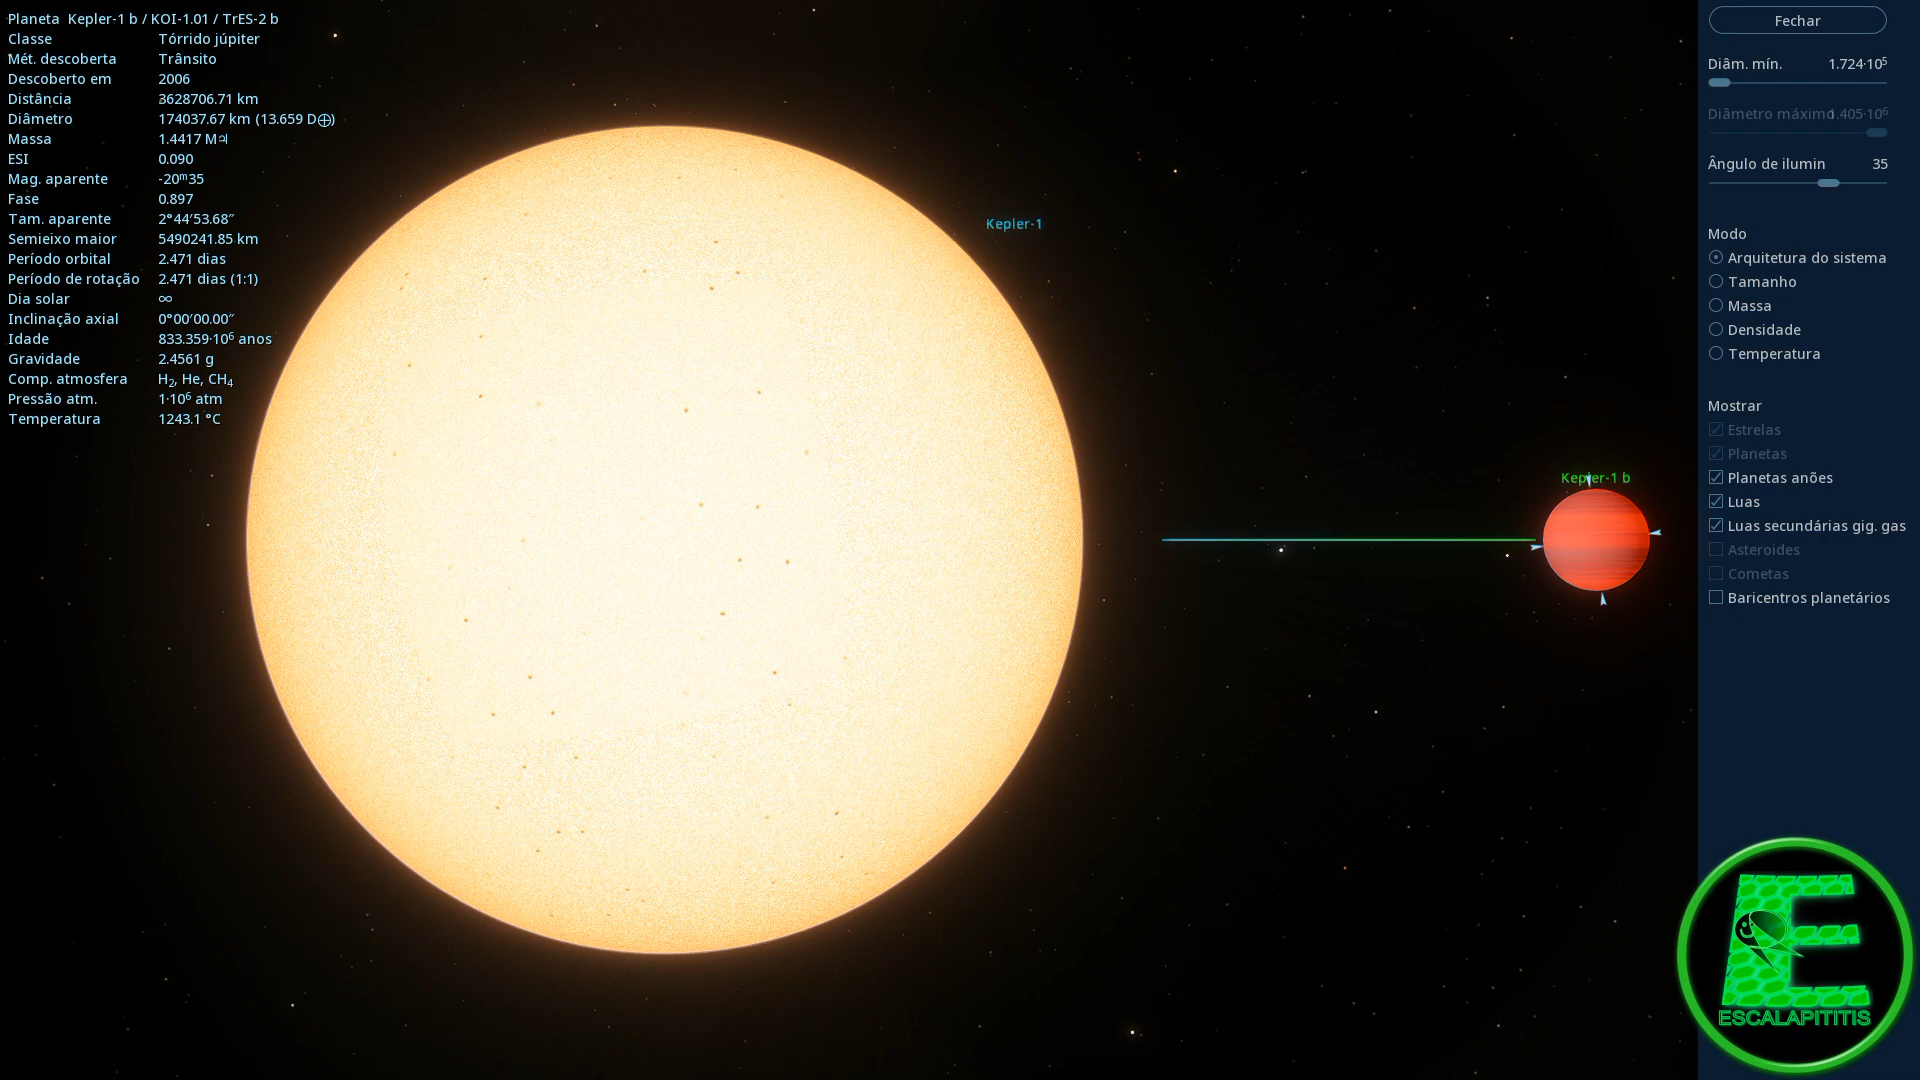 Planeta Kepler-1 b / KOI-1.01 / TrES-2 b
Classe Tórrido júpiter
Mét. descoberta Trânsito
Descoberto em 2006
Distância 3628706.71 km
Diâmetro 174037.67 km (13.659 D⊕)
Massa 1.4417 M♃
ESI 0.090
Mag. aparente -20ᵐ35
Fase 0.897
Tam. aparente 2°44′53.68″
Semieixo maior 5490241.85 km
Período orbital 2.471 dias
Período de rotação 2.471 dias (1:1)
Dia solar ∞
Inclinação axial 0°00′00.00″
Idade 833.359·10⁶ anos
Gravidade 2.4561 g
Comp. atmosfera H₂, He, CH₄
Pressão atm. 1·10⁶ atm
Temperatura 1243.1 °C
Kepler-1
Kepler-1 b
Fechar
Diâm. mín. 1.724·10⁵
Diâmetro máximo 1.405·10⁶
Ângulo de ilumin 35
Modo
Arquitetura do sistema
Tamanho
Massa
Densidade
Temperatura
Mostrar
Estrelas
Planetas
Planetas anões
Luas
Luas secundárias gig. gas
Asteroides
Cometas
Baricentros planetários
E
ESCALAPITITIS